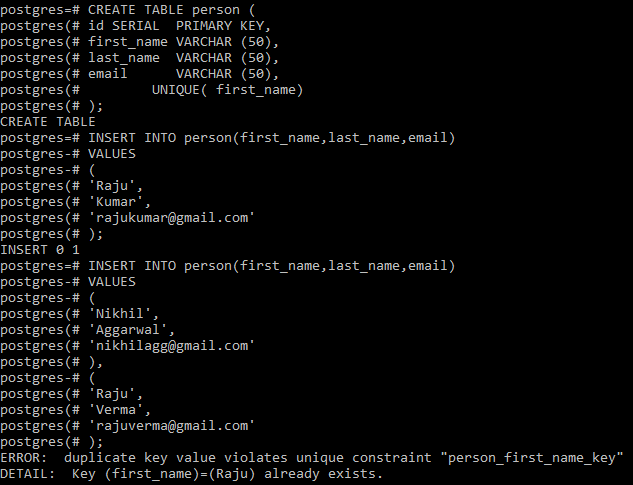 postgres=# CREATE TABLE person (
postgres(# id SERIAL  PRIMARY KEY,
postgres(# first_name VARCHAR (50),
postgres(# last_name  VARCHAR (50),
postgres(# email      VARCHAR (50),
postgres(#         UNIQUE( first_name)
postgres(# );
CREATE TABLE
postgres=# INSERT INTO person(first_name,last_name,email)
postgres-# VALUES
postgres-# (
postgres(# 'Raju',
postgres(# 'Kumar',
postgres(# 'rajukumar@gmail.com'
postgres(# );
INSERT 0 1
postgres=# INSERT INTO person(first_name,last_name,email)
postgres-# VALUES
postgres-# (
postgres(# 'Nikhil',
postgres(# 'Aggarwal',
postgres(# 'nikhilagg@gmail.com'
postgres(# ),
postgres-# (
postgres(# 'Raju',
postgres(# 'Verma',
postgres(# 'rajuverma@gmail.com'
postgres(# );
ERROR:  duplicate key value violates unique constraint "person_first_name_key"
DETAIL:  Key (first_name)=(Raju) already exists.